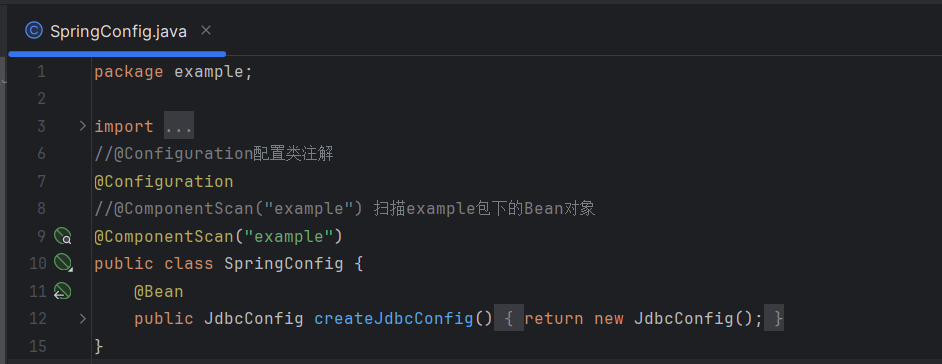 SpringConfig.java
1 package example;
2
3 import ...
6 //@Configuration配置类注解
7 @Configuration
8 //@ComponentScan("example") 扫描example包下的Bean对象
9 @ComponentScan("example")
10 public class SpringConfig {
11 @Bean
12 public JdbcConfig createJdbcConfig() { return new JdbcConfig(); }
15 }